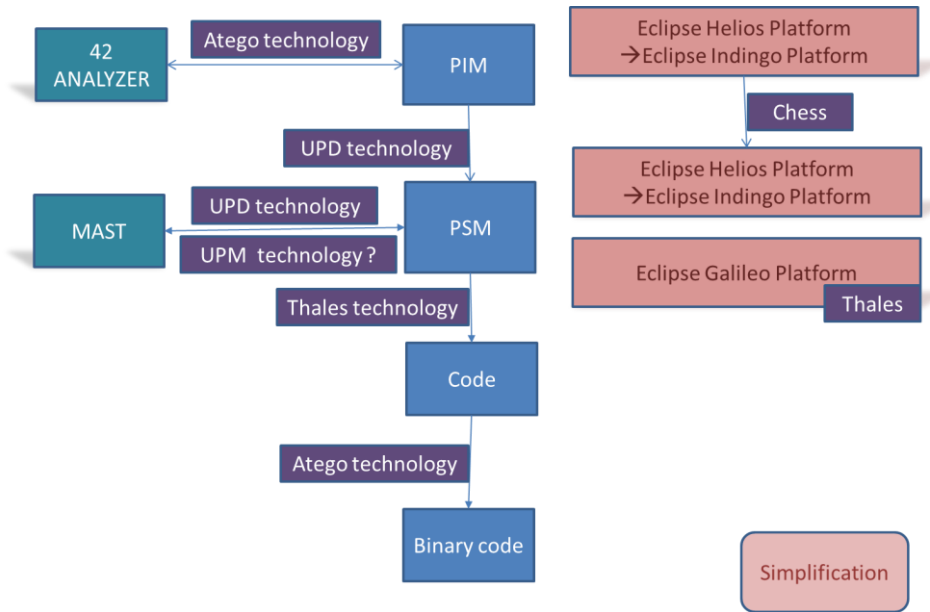 42
ANALYZER
Atego technology
PIM
Eclipse Helios Platform
→Eclipse Indingo Platform
Chess
UPD technology
Eclipse Helios Platform
→Eclipse Indingo Platform
MAST
UPD technology
UPM technology ?
PSM
Eclipse Galileo Platform
Thales
Thales technology
Code
Atego technology
Binary code
Simplification